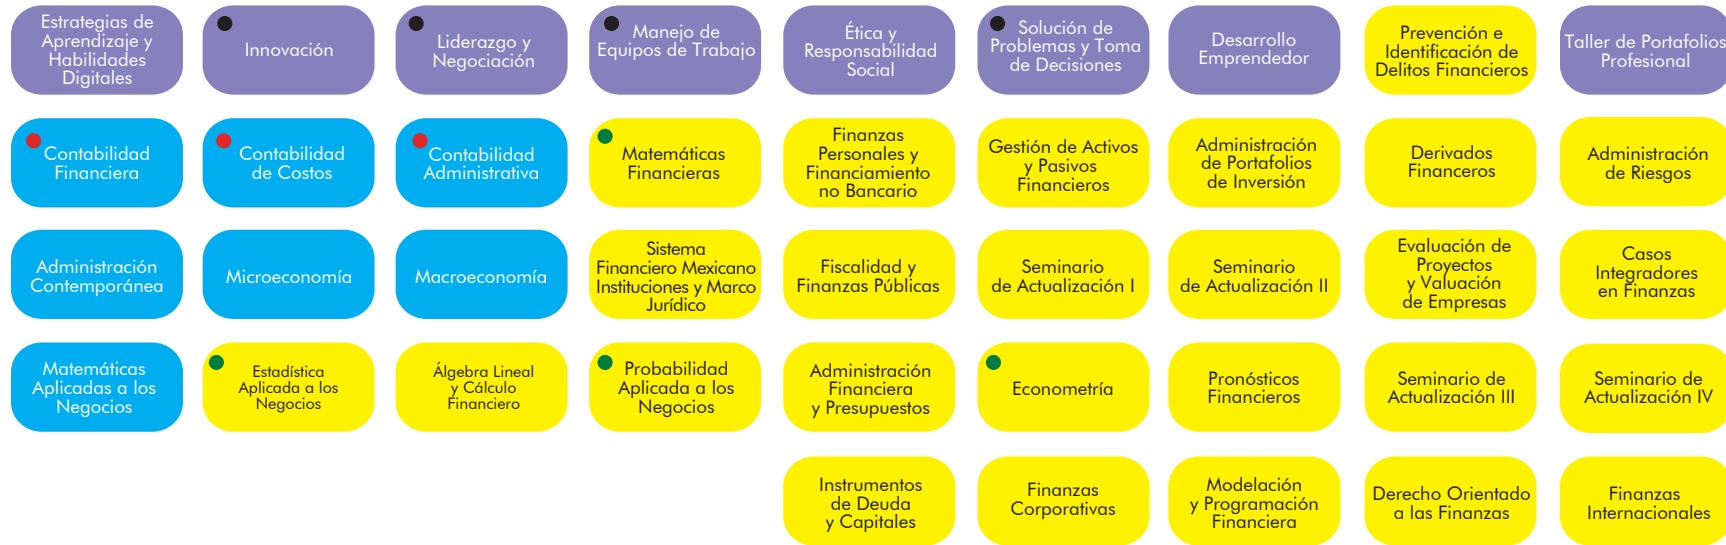 Estrategias de
Aprendizaje y
Habilidades
Digitales
Innovación
Liderazgo y
Negociación
Manejo de
Equipos de Trabajo
Ética y
Responsabilidad
Social
Solución de
Problemas y Toma
de Decisiones
Desarrollo
Emprendedor
Prevención e
Identificación de
Delitos Financieros
Taller de Portafolios
Profesional
Contabilidad
Financiera
Contabilidad
de Costos
Contabilidad
Administrativa
Matemáticas
Financieras
Finanzas
Personales y
Financiamiento
no Bancario
Gestión de Activos
y Pasivos
Financieros
Administración
de Portafolios
de Inversión
Derivados
Financeros
Administración
de Riesgos
Administración
Contemporánea
Microeconomía
Macroeconomía
Sistema
Financiero Mexicano
Instituciones y Marco
Jurídico
Fiscalidad y
Finanzas Públicas
Seminario
de Actualización I
Seminario
de Actualización II
Evaluación de
Proyectos
y Valuación
de Empresas
Casos
Integradores
en Finanzas
Matemáticas
Aplicadas a los
Negocios
Estadística
Aplicada a los
Negocios
Álgebra Lineal
y Cálculo
Financiero
Probabilidad
Aplicada a los
Negocios
Administración
Financiera
y Presupuestos
Econometría
Pronósticos
Financieros
Seminario de
Actualización III
Seminario de
Actualización IV
Instrumentos
de Deuda
y Capitales
Finanzas
Corporativas
Modelación
y Programación
Financiera
Derecho Orientado
a las Finanzas
Finanzas
Internacionales